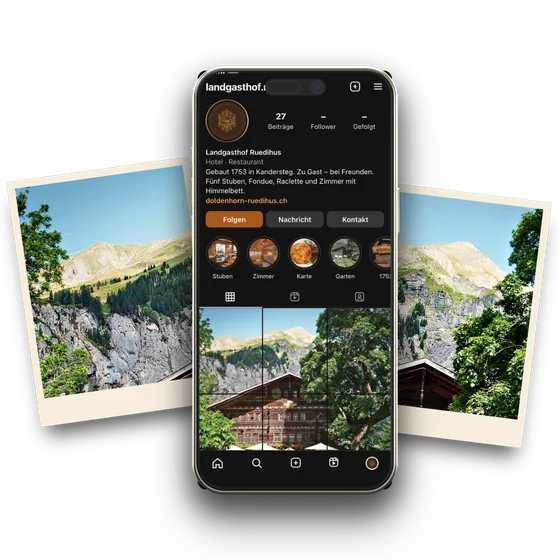 landgasthof.
27
–
–
Beiträge
Follower
Gefolgt
Landgasthof Ruedihus
Hotel · Restaurant
Gebaut 1753 in Kandersteg. Zu Gast – bei Freunden.
Fünf Stuben, Fondue, Raclette und Zimmer mit
Himmelbett.
doldenhorn-ruedihus.ch
Folgen
Nachricht
Kontakt
Stuben
Zimmer
Karte
Garten
175